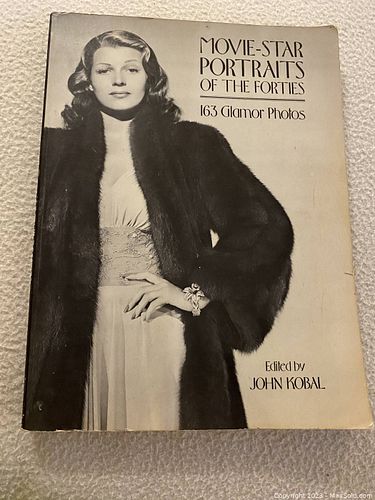 MOVIE-STAR
PORTRAITS
OF THE FORTIES
163 Glamor Photos
Edited by
JOHN KOBAL
Copyright 2023 - MaxSold.com